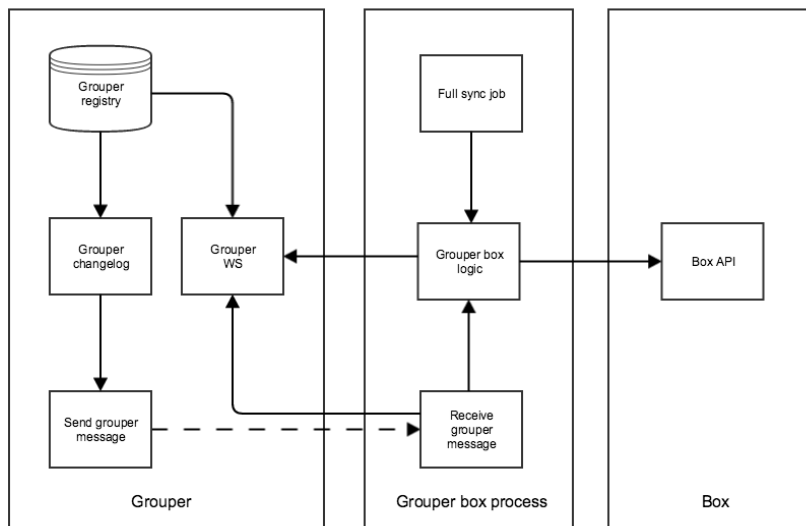 Grouper
registry
Full sync job
Grouper
changelog
Grouper
WS
Grouper box
logic
Box API
Send grouper
message
Receive
grouper
message
Grouper
Grouper box process
Box